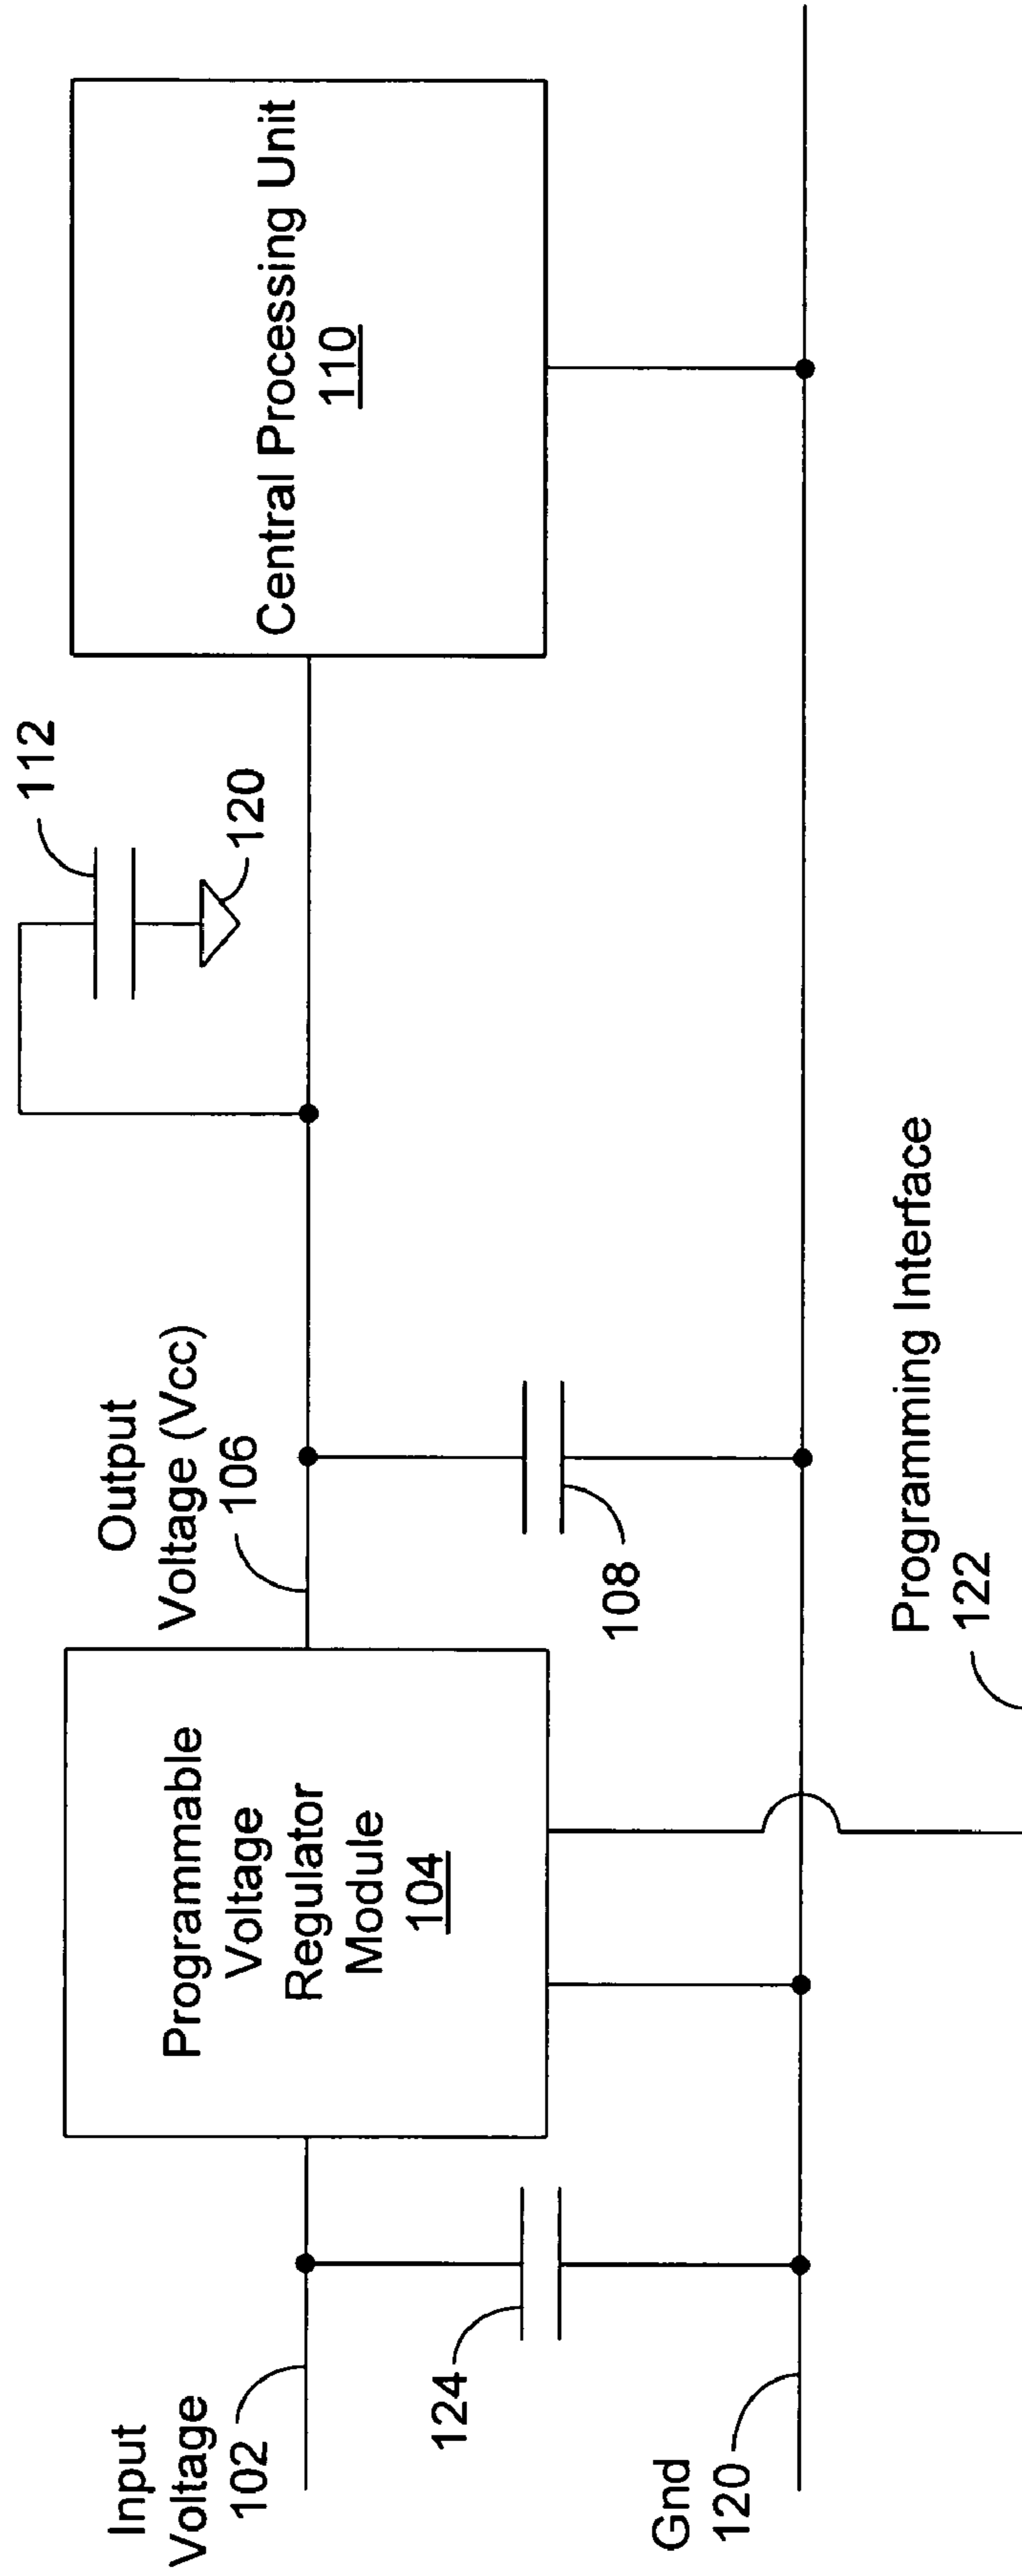 Input
Voltage
102
124
Gnd
120
Programmable
Voltage
Regulator
Module
104
Output
Voltage (Vcc)
106
108
Programming Interface
122
112
120
Central Processing Unit
110